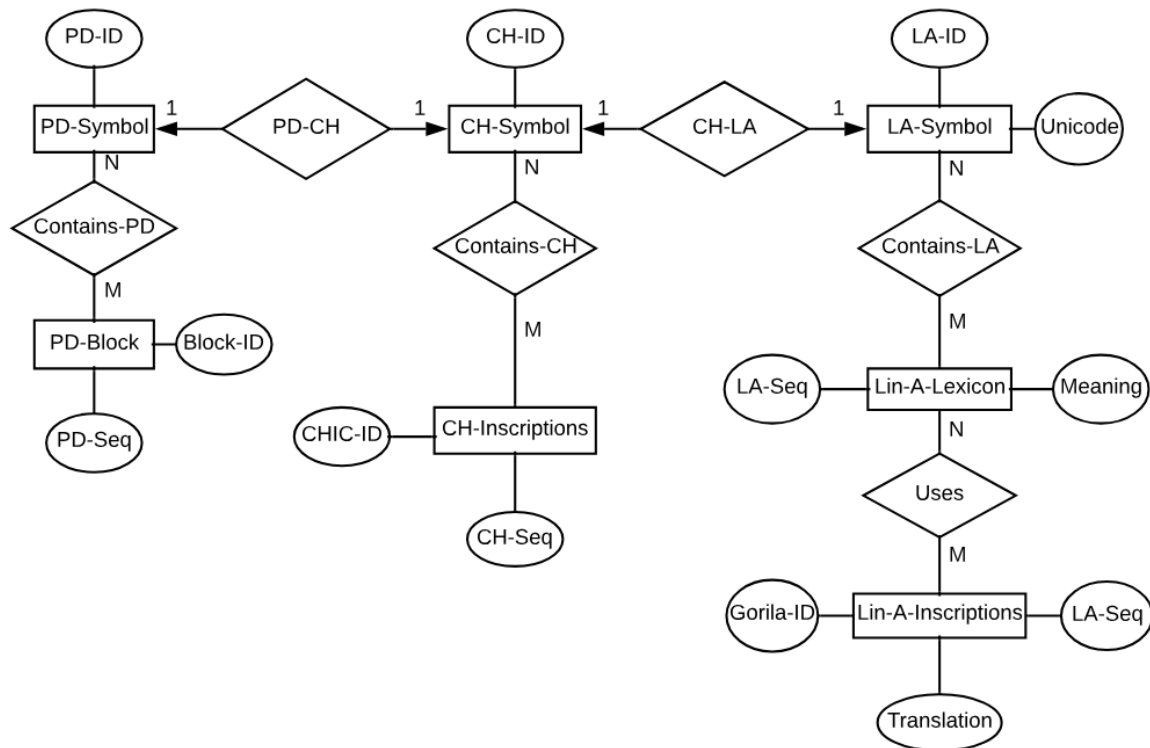 PD-ID
CH-ID
LA-ID
PD-Symbol
1
PD-CH
1
CH-Symbol
1
CH-LA
1
LA-Symbol
Unicode
N
N
N
Contains-PD
Contains-CH
Contains-LA
M
M
M
PD-Block
Block-ID
LA-Seq
Lin-A-Lexicon
Meaning
PD-Seq
CHIC-ID
CH-Inscriptions
N
Uses
CH-Seq
M
Gorila-ID
Lin-A-Inscriptions
LA-Seq
Translation